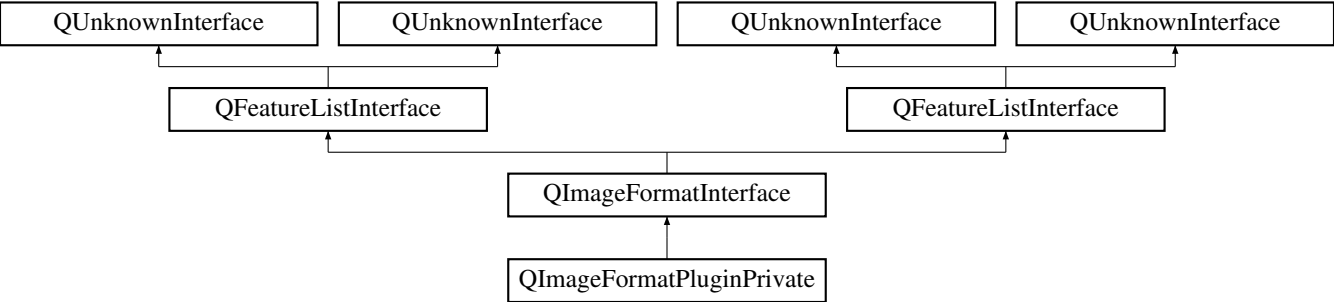 QUnknownInterface
QUnknownInterface
QUnknownInterface
QUnknownInterface
QFeatureListInterface
QFeatureListInterface
QImageFormatInterface
QImageFormatPluginPrivate